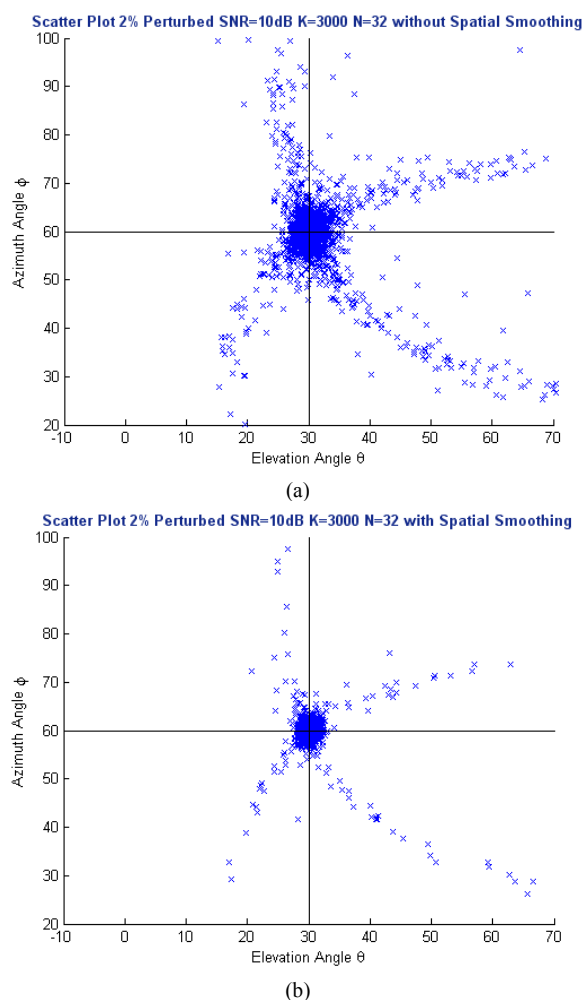 Scatter Plot 2% Perturbed SNR=10dB K=3000 N=32 without Spatial Smoothing
100
90
80
70
60
50
40
30
20
Azimuth Angle ϕ
-10 0 10 20 30 40 50 60 70
Elevation Angle θ
(a)
Scatter Plot 2% Perturbed SNR=10dB K=3000 N=32 with Spatial Smoothing
100
90
80
70
60
50
40
30
20
Azimuth Angle ϕ
-10 0 10 20 30 40 50 60 70
Elevation Angle θ
(b)